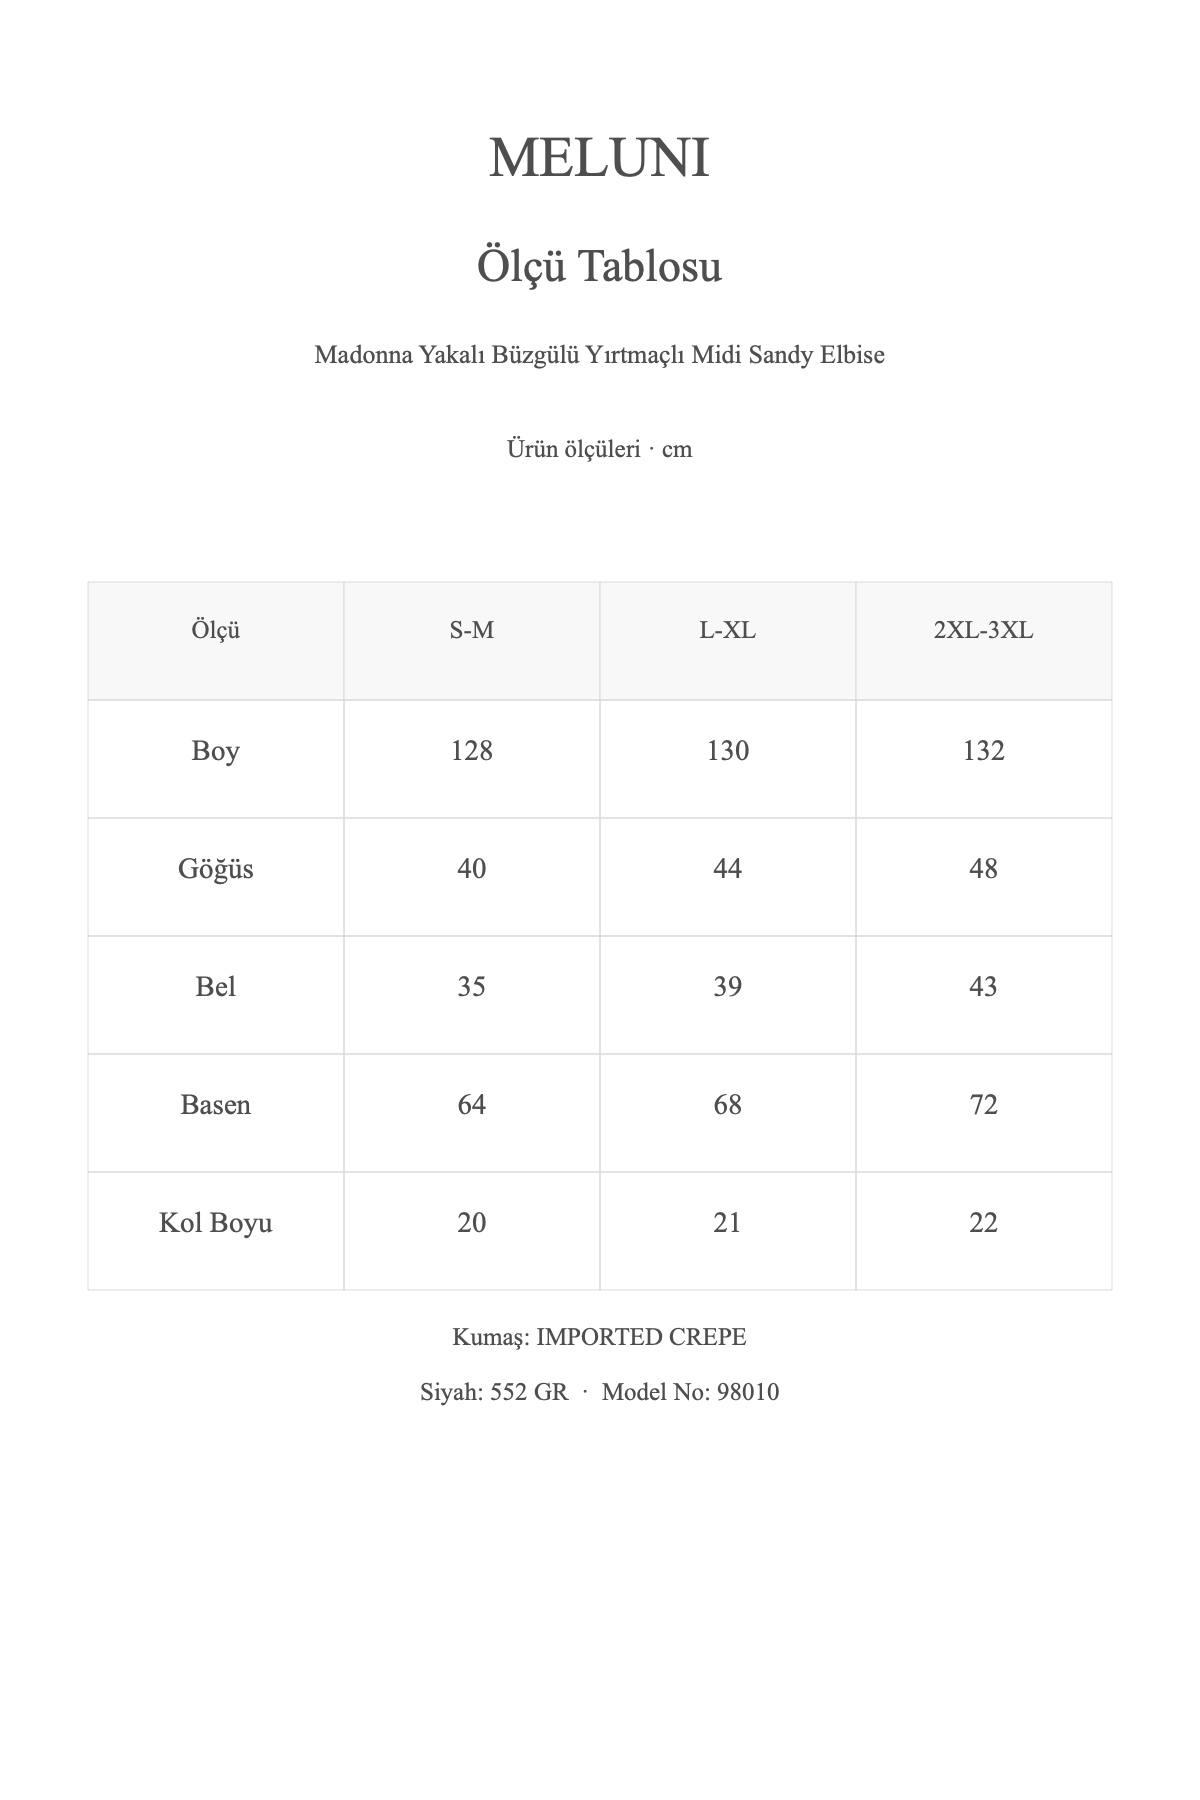 MELUNI
Ölçü Tablosu
Madonna Yakalı Büzgülü Yırtmaçlı Midi Sandy Elbise
Ürün ölçüleri · cm
Ölçü S-M L-XL 2XL-3XL
Boy 128 130 132
Göğüs 40 44 48
Bel 35 39 43
Basen 64 68 72
Kol Boyu 20 21 22
Kumaş: IMPORTED CREPE
Siyah: 552 GR · Model No: 98010